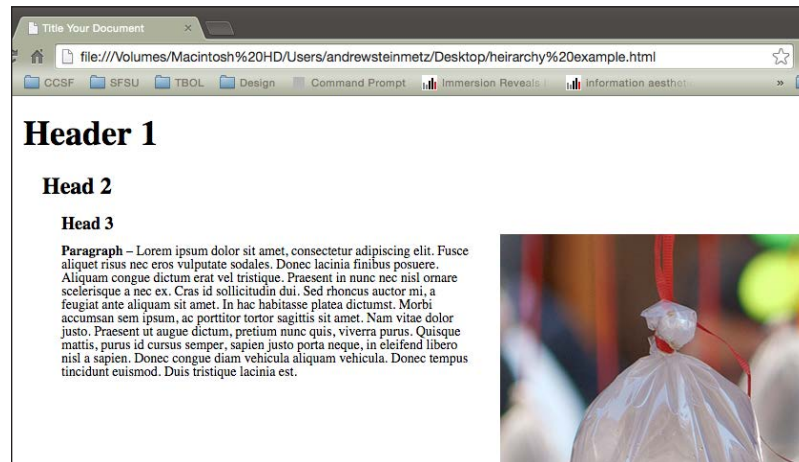 Title Your Document
file:///Volumes/Macintosh%20HD/Users/andrewsteinmetz/Desktop/heirarchy%20example.html
CCSF SFSU TBOL Design Command Prompt Immersion Reveals information aesthet
Header 1
Head 2
Head 3
Paragraph – Lorem ipsum dolor sit amet, consectetur adipiscing elit. Fusce
aliquet risus nec eros vulputate sodales. Donec lacinia finibus posuere.
Aliquam congue dictum erat vel tristique. Praesent in nunc nec nisl ornare
scelerisque a nec ex. Cras id sollicitudin dui. Sed rhoncus auctor mi, a
feugiat ante aliquam sit amet. In hac habitasse platea dictumst. Morbi
accumsan sem ipsum, ac porttitor tortor sagittis sit amet. Nam vitae dolor
justo. Praesent ut augue dictum, pretium nunc quis, viverra purus. Quisque
mattis, purus id cursus semper, sapien justo porta neque, in eleifend libero
nisl a sapien. Donec congue diam vehicula aliquam vehicula. Donec tempus
tincidunt euismod. Duis tristique lacinia est.